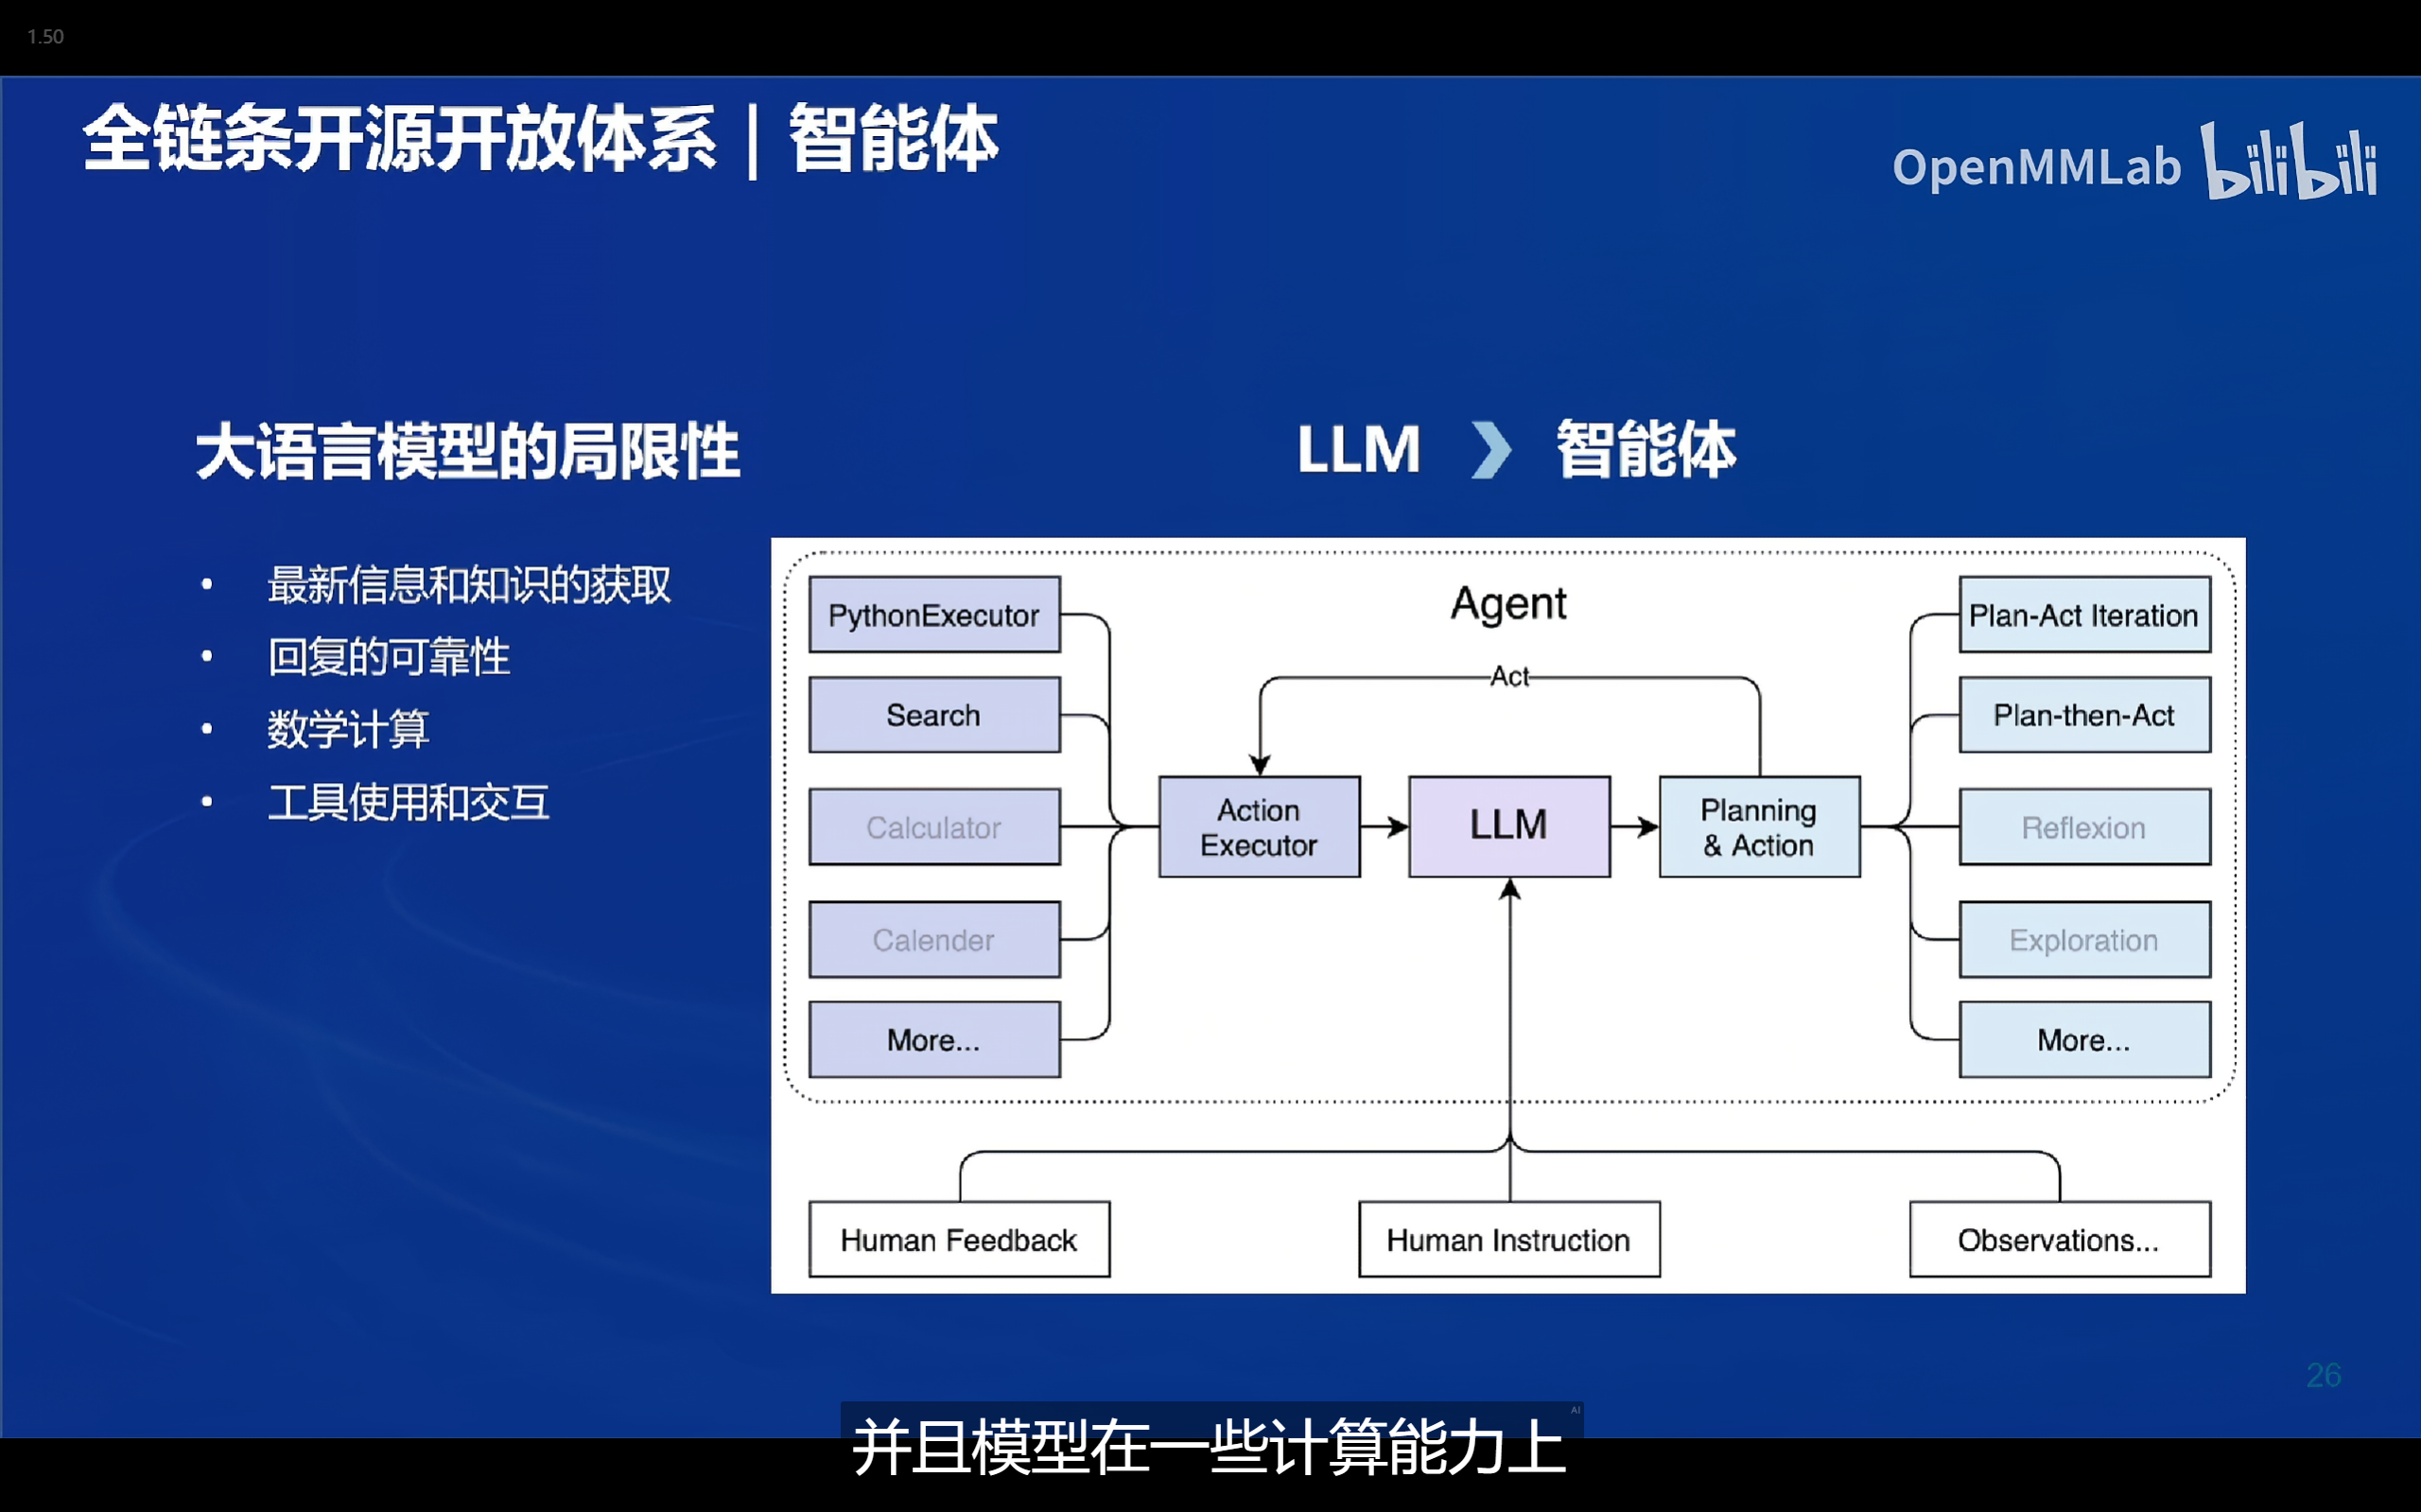 1.50
全链条开源开放体系｜智能体
OpenMMLab bilibili
大语言模型的局限性
• 最新信息和知识的获取
• 回复的可靠性
• 数学计算
• 工具使用和交互
LLM 智能体
Agent
PythonExecutor
Search
Calculator
Calender
More...
Act
Action
Executor
LLM
Planning
& Action
Plan-Act Iteration
Plan-then-Act
Reflexion
Exploration
More...
Human Feedback
Human Instruction
Observations...
26
AI
并且模型在一些计算能力上